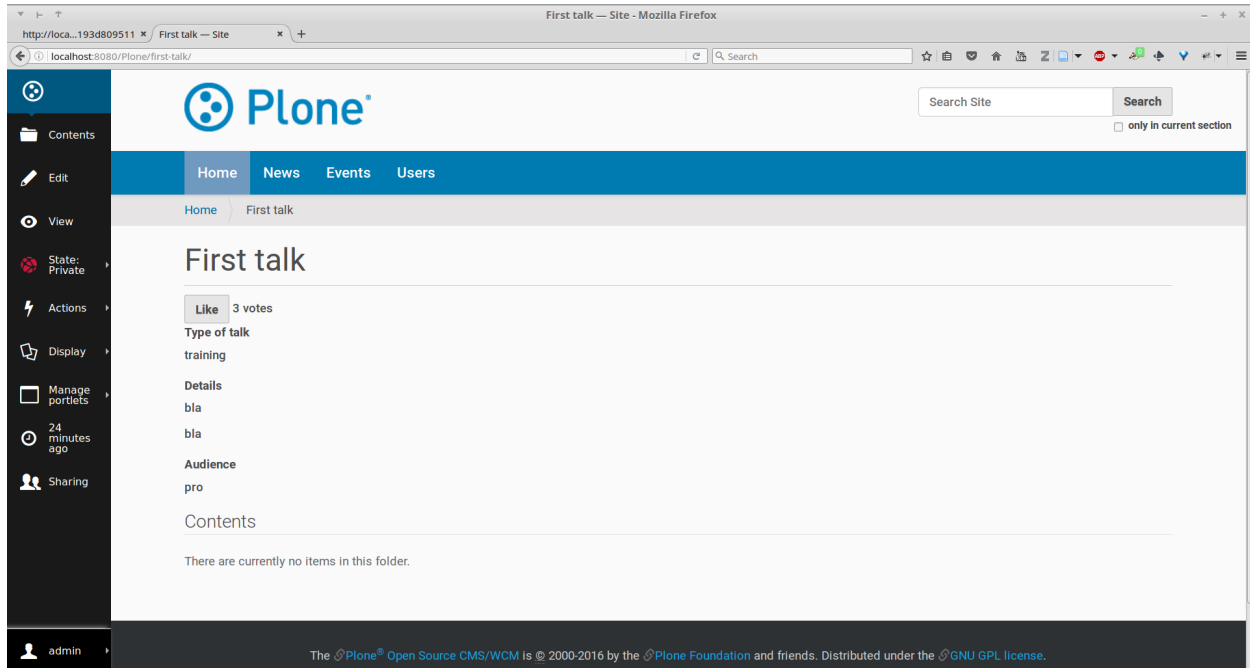 First talk — Site - Mozilla Firefox
http://loca...193d809511 × First talk — Site × +
localhost:8080/Plone/first-talk/ Search
Plone®
Search Site Search
only in current section
Contents
Edit
View
State: Private
Actions
Display
Manage portlets
24 minutes ago
Sharing
admin
Home News Events Users
Home First talk
First talk
Like 3 votes
Type of talk
training
Details
bla
bla
Audience
pro
Contents
There are currently no items in this folder.
The Plone® Open Source CMS/WCM is © 2000-2016 by the Plone Foundation and friends. Distributed under the GNU GPL license.